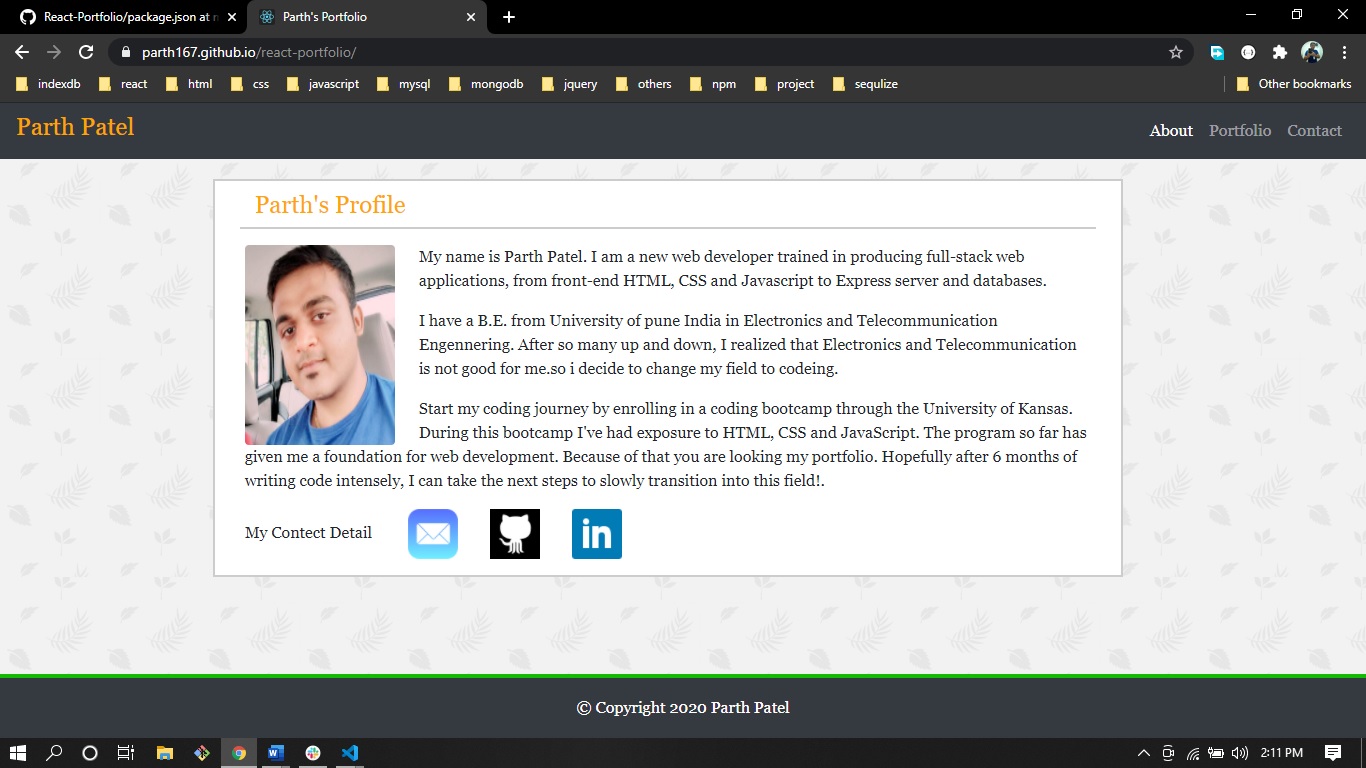 React-Portfolio/package.json at n
Parth's Portfolio
parth167.github.io/react-portfolio/
indexdb react html css javascript mysql mongodb jquery others npm project sequlize Other bookmarks
Parth Patel About Portfolio Contact
Parth's Profile
My name is Parth Patel. I am a new web developer trained in producing full-stack web
applications, from front-end HTML, CSS and Javascript to Express server and databases.
I have a B.E. from University of pune India in Electronics and Telecommunication
Engennering. After so many up and down, I realized that Electronics and Telecommunication
is not good for me.so i decide to change my field to codeing.
Start my coding journey by enrolling in a coding bootcamp through the University of Kansas.
During this bootcamp I've had exposure to HTML, CSS and JavaScript. The program so far has
given me a foundation for web development. Because of that you are looking my portfolio. Hopefully after 6 months of
writing code intensely, I can take the next steps to slowly transition into this field!.
My Contect Detail
in
© Copyright 2020 Parth Patel
2:11 PM